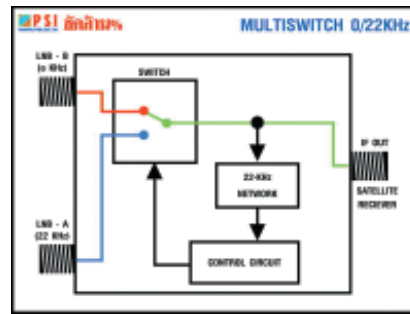 PSI
MULTISWITCH 0/22KHz
LNB - B
(0 KHz)
SWITCH
IF OUT
22-KHz
NETWORK
SATELLITE
RECIEVER
LNB - A
(22 KHz)
CONTROL CIRCUIT